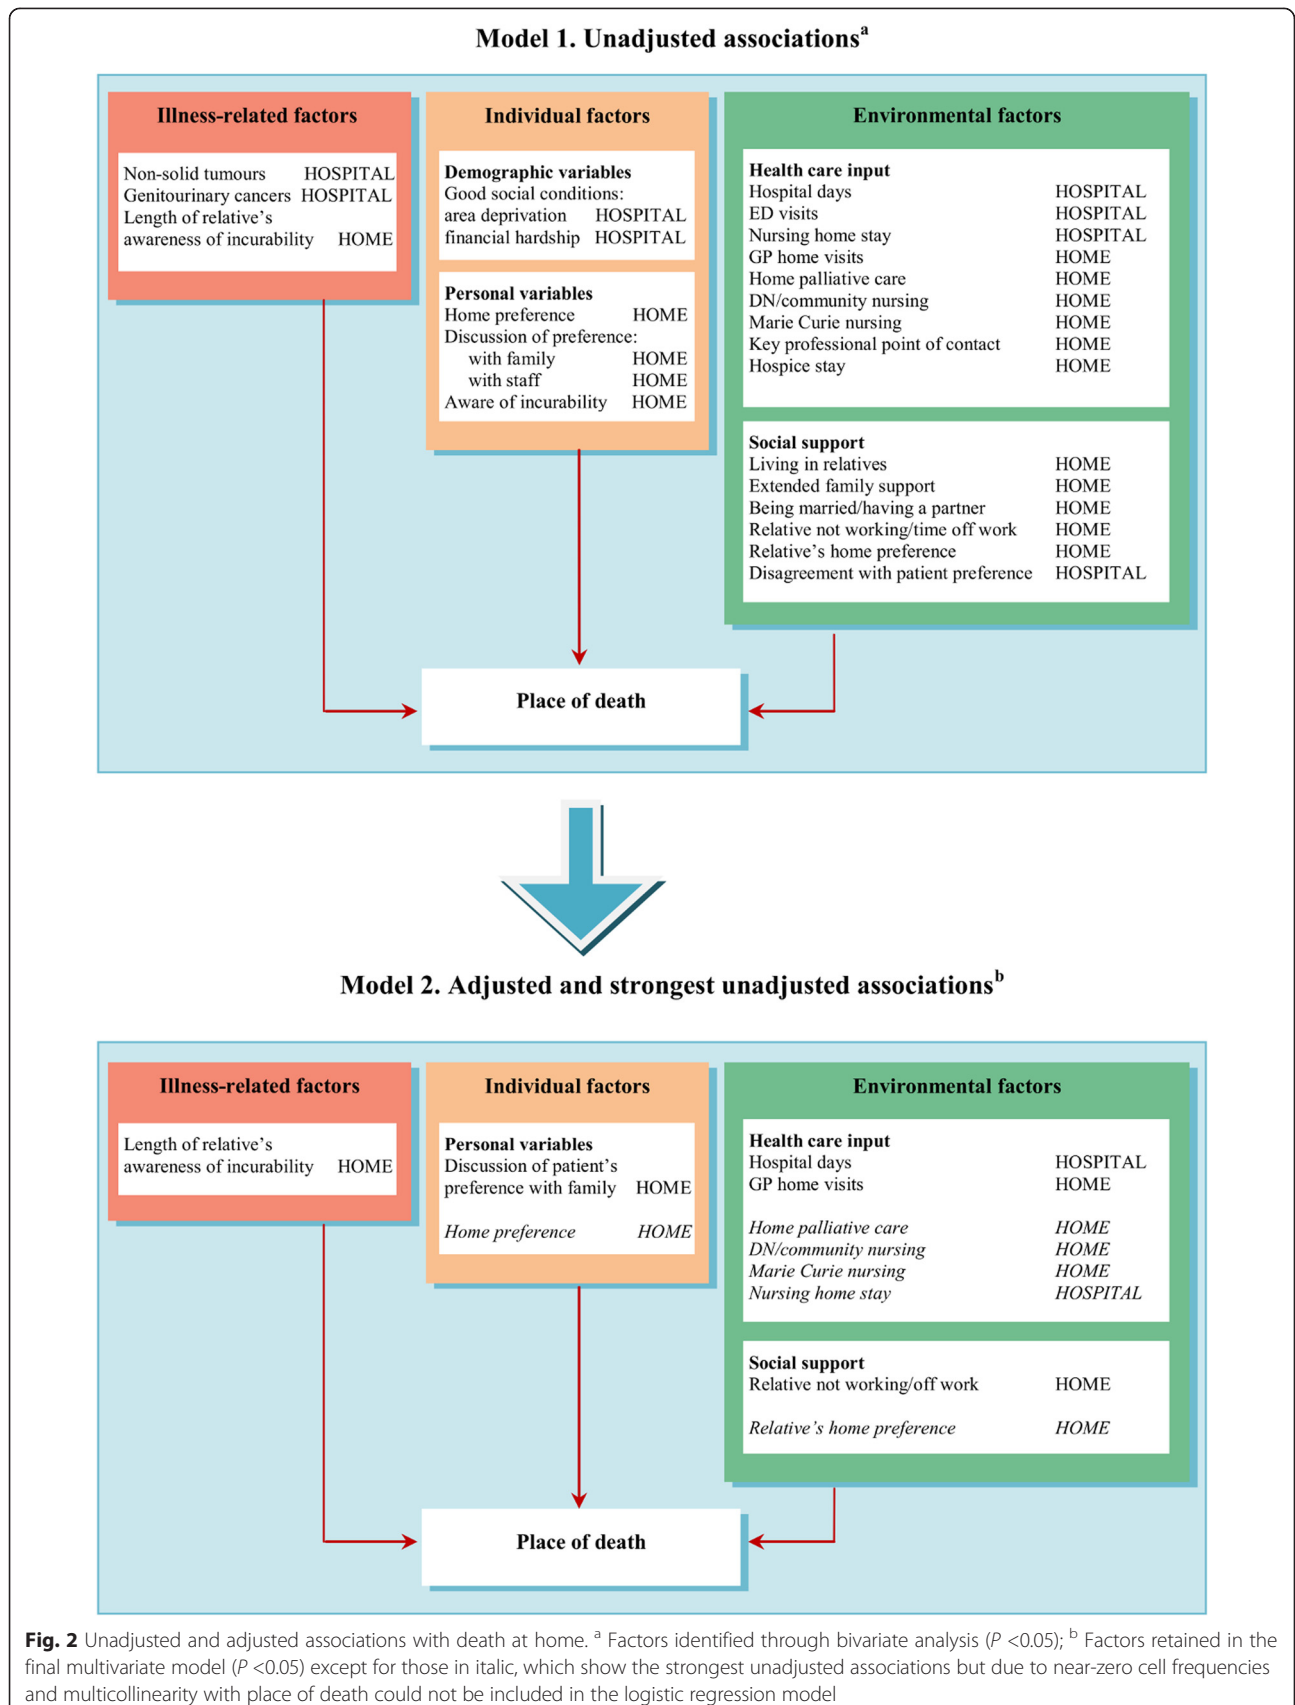 Model 1. Unadjusted associationsᵃ
Illness-related factors
Non-solid tumours HOSPITAL
Genitourinary cancers HOSPITAL
Length of relative's
awareness of incurability HOME
Individual factors
Demographic variables
Good social conditions:
area deprivation HOSPITAL
financial hardship HOSPITAL
Personal variables
Home preference HOME
Discussion of preference:
with family HOME
with staff HOME
Aware of incurability HOME
Environmental factors
Health care input
Hospital days HOSPITAL
ED visits HOSPITAL
Nursing home stay HOSPITAL
GP home visits HOME
Home palliative care HOME
DN/community nursing HOME
Marie Curie nursing HOME
Key professional point of contact HOME
Hospice stay HOME
Social support
Living in relatives HOME
Extended family support HOME
Being married/having a partner HOME
Relative not working/time off work HOME
Relative's home preference HOME
Disagreement with patient preference HOSPITAL
Place of death
Model 2. Adjusted and strongest unadjusted associationsᵇ
Illness-related factors
Length of relative's
awareness of incurability HOME
Individual factors
Personal variables
Discussion of patient's
preference with family HOME
Home preference HOME
Environmental factors
Health care input
Hospital days HOSPITAL
GP home visits HOME
Home palliative care HOME
DN/community nursing HOME
Marie Curie nursing HOME
Nursing home stay HOSPITAL
Social support
Relative not working/off work HOME
Relative's home preference HOME
Place of death
Fig. 2 Unadjusted and adjusted associations with death at home. ᵃ Factors identified through bivariate analysis (P <0.05); ᵇ Factors retained in the
final multivariate model (P <0.05) except for those in italic, which show the strongest unadjusted associations but due to near-zero cell frequencies
and multicollinearity with place of death could not be included in the logistic regression model